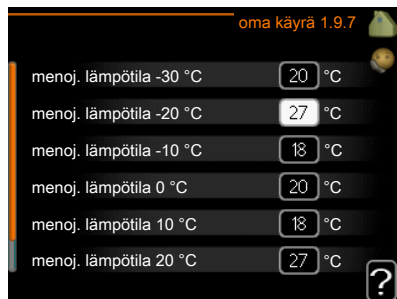 oma käyrä 1.9.7
menoj. lämpötila -30 °C 20 °C
menoj. lämpötila -20 °C 27 °C
menoj. lämpötila -10 °C 18 °C
menoj. lämpötila 0 °C 20 °C
menoj. lämpötila 10 °C 18 °C
menoj. lämpötila 20 °C 27 °C
?